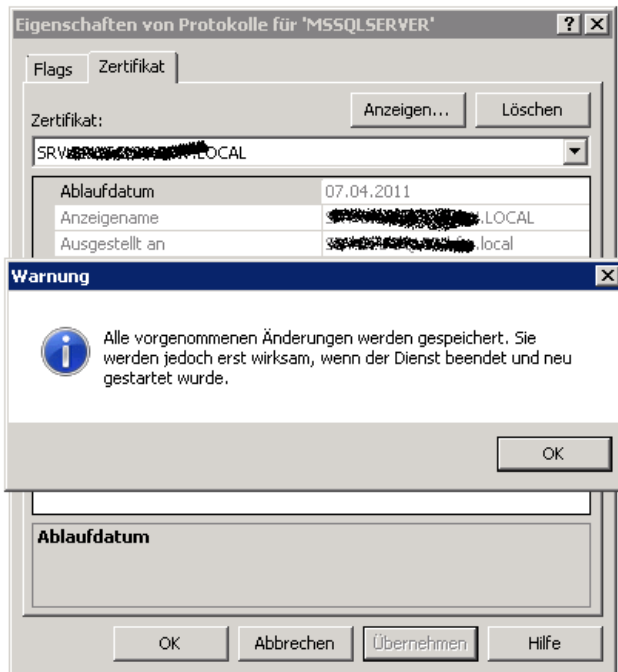 Eigenschaften von Protokolle für 'MSSQLSERVER'
Flags Zertifikat
Anzeigen... Löschen
Zertifikat:
SRV LOCAL
Ablaufdatum 07.04.2011
Anzeigename .LOCAL
Ausgestellt an .local
Warnung
Alle vorgenommenen Änderungen werden gespeichert. Sie
werden jedoch erst wirksam, wenn der Dienst beendet und neu
gestartet wurde.
OK
Ablaufdatum
OK Abbrechen Übernehmen Hilfe